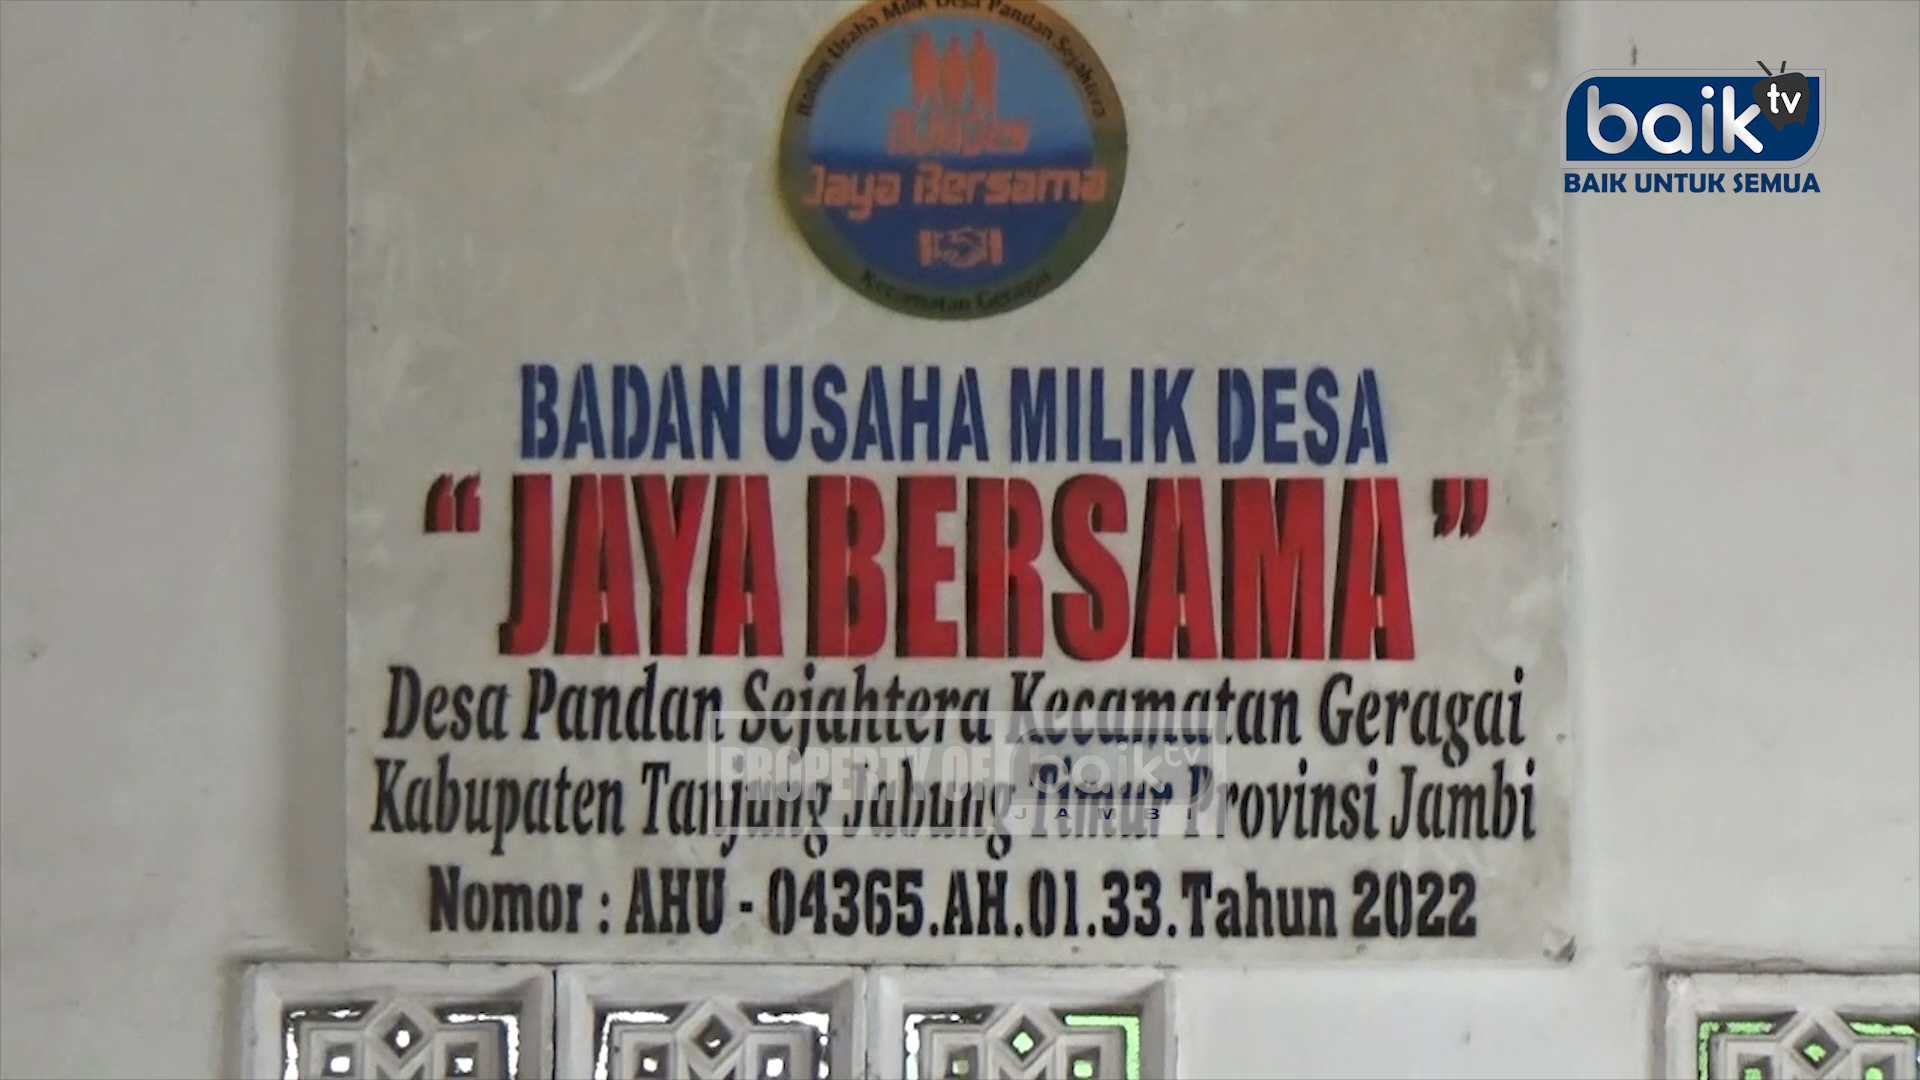 Badan Usaha Milik Desa Pandan Sejahtera
BUMDes
Jaya Bersama
Kecamatan Geragai
baik tv
BAIK UNTUK SEMUA
BADAN USAHA MILIK DESA
“ JAYA BERSAMA ”
Desa Pandan Sejahtera Kecamatan Geragai
PROPERTY OF baik tv
Kabupaten Tanjung Jabung Timur Provinsi Jambi
JAMBI
Nomor : AHU - 04365.AH.01.33.Tahun 2022